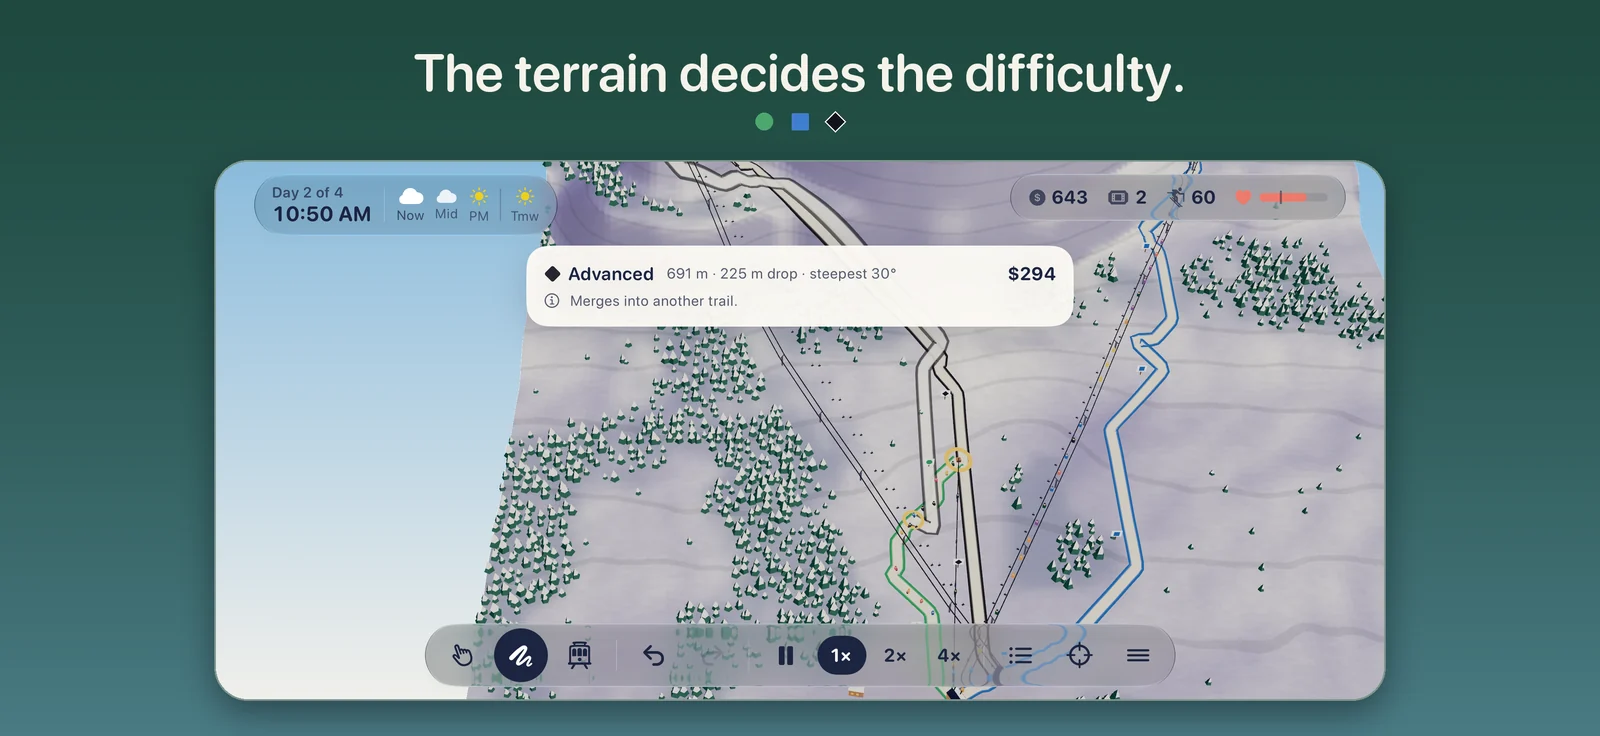 The terrain decides the difficulty.
Day 2 of 4
10:50 AM
Now Mid PM Tmw
643 2 60
Advanced 691 m · 225 m drop · steepest 30° $294
Merges into another trail.
1× 2× 4×